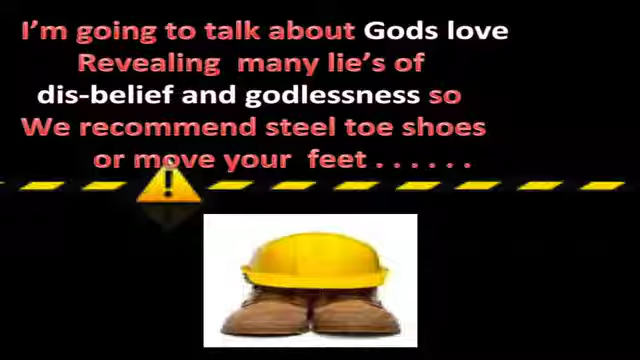 I'm going to talk about Gods love
Revealing many lie's of
dis-belief and godlessness so
We recommend steel toe shoes
or move your feet . . . . . .